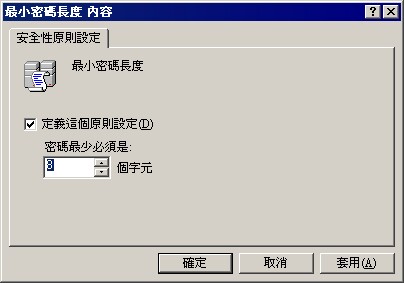 最小密碼長度 內容
安全性原則設定
最小密碼長度
定義這個原則設定(D)
密碼最少必須是:
8 個字元
確定 取消 套用(A)